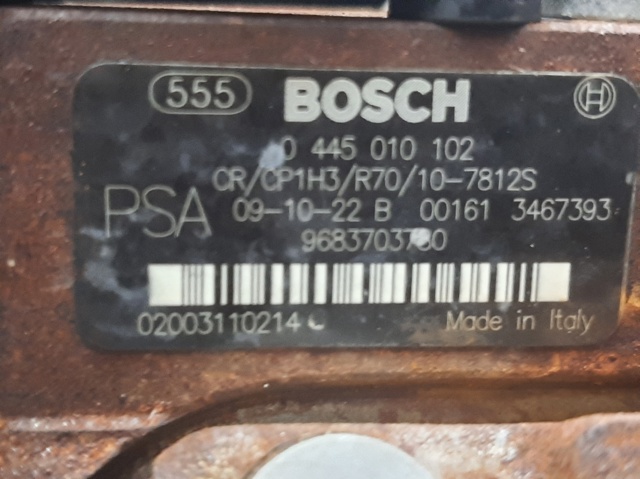 555 BOSCH H
0 445 010 102
CR/CP1H3/R70/10-7812S
PSA 09-10-22 B 00161 3467393
9683703780
02003110214
Made in Italy